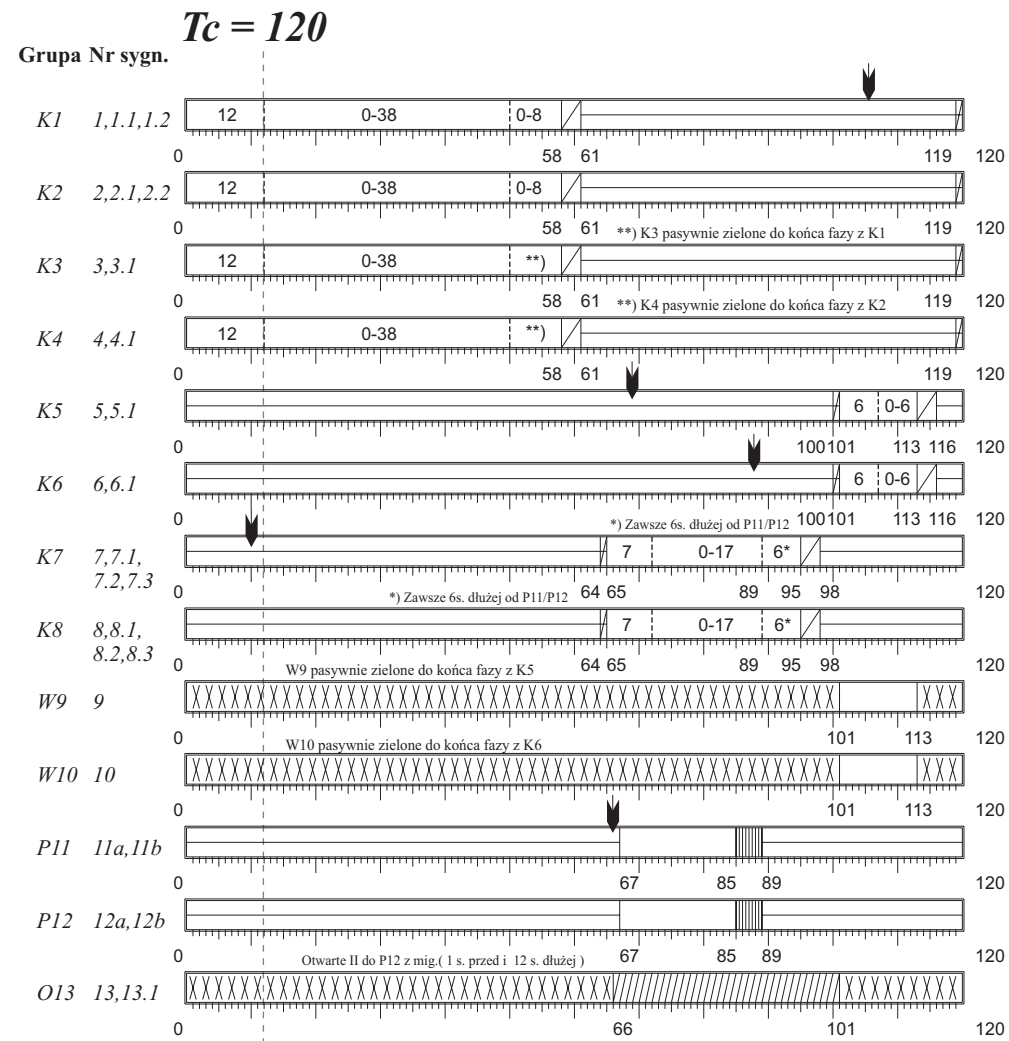 Tc = 120
Grupa Nr sygn.
K1 1,1.1,1.2 12 0-38 0-8
0 58 61 119 120
K2 2,2.1,2.2 12 0-38 0-8
0 58 61 **) K3 pasywnie zielone do końca fazy z K1 119 120
K3 3,3.1 12 0-38 **)
0 58 61 **) K4 pasywnie zielone do końca fazy z K2 119 120
K4 4,4.1 12 0-38 **)
0 58 61 119 120
K5 5,5.1 6 0-6
0 100 101 113 116 120
K6 6,6.1 6 0-6
0 *) Zawsze 6s. dłużej od P11/P12 100 101 113 116 120
K7 7,7.1, 7 0-17 6*
7.2,7.3
0 *) Zawsze 6s. dłużej od P11/P12 64 65 89 95 98 120
K8 8,8.1, 7 0-17 6*
8.2,8.3
0 W9 pasywnie zielone do końca fazy z K5 64 65 89 95 98 120
W9 9
0 W10 pasywnie zielone do końca fazy z K6 101 113 120
W10 10
0 101 113 120
P11 11a,11b
0 67 85 89 120
P12 12a,12b
0 Otwarte II do P12 z mig.( 1 s. przed i 12 s. dłużej ) 67 85 89 120
O13 13,13.1
0 66 101 120